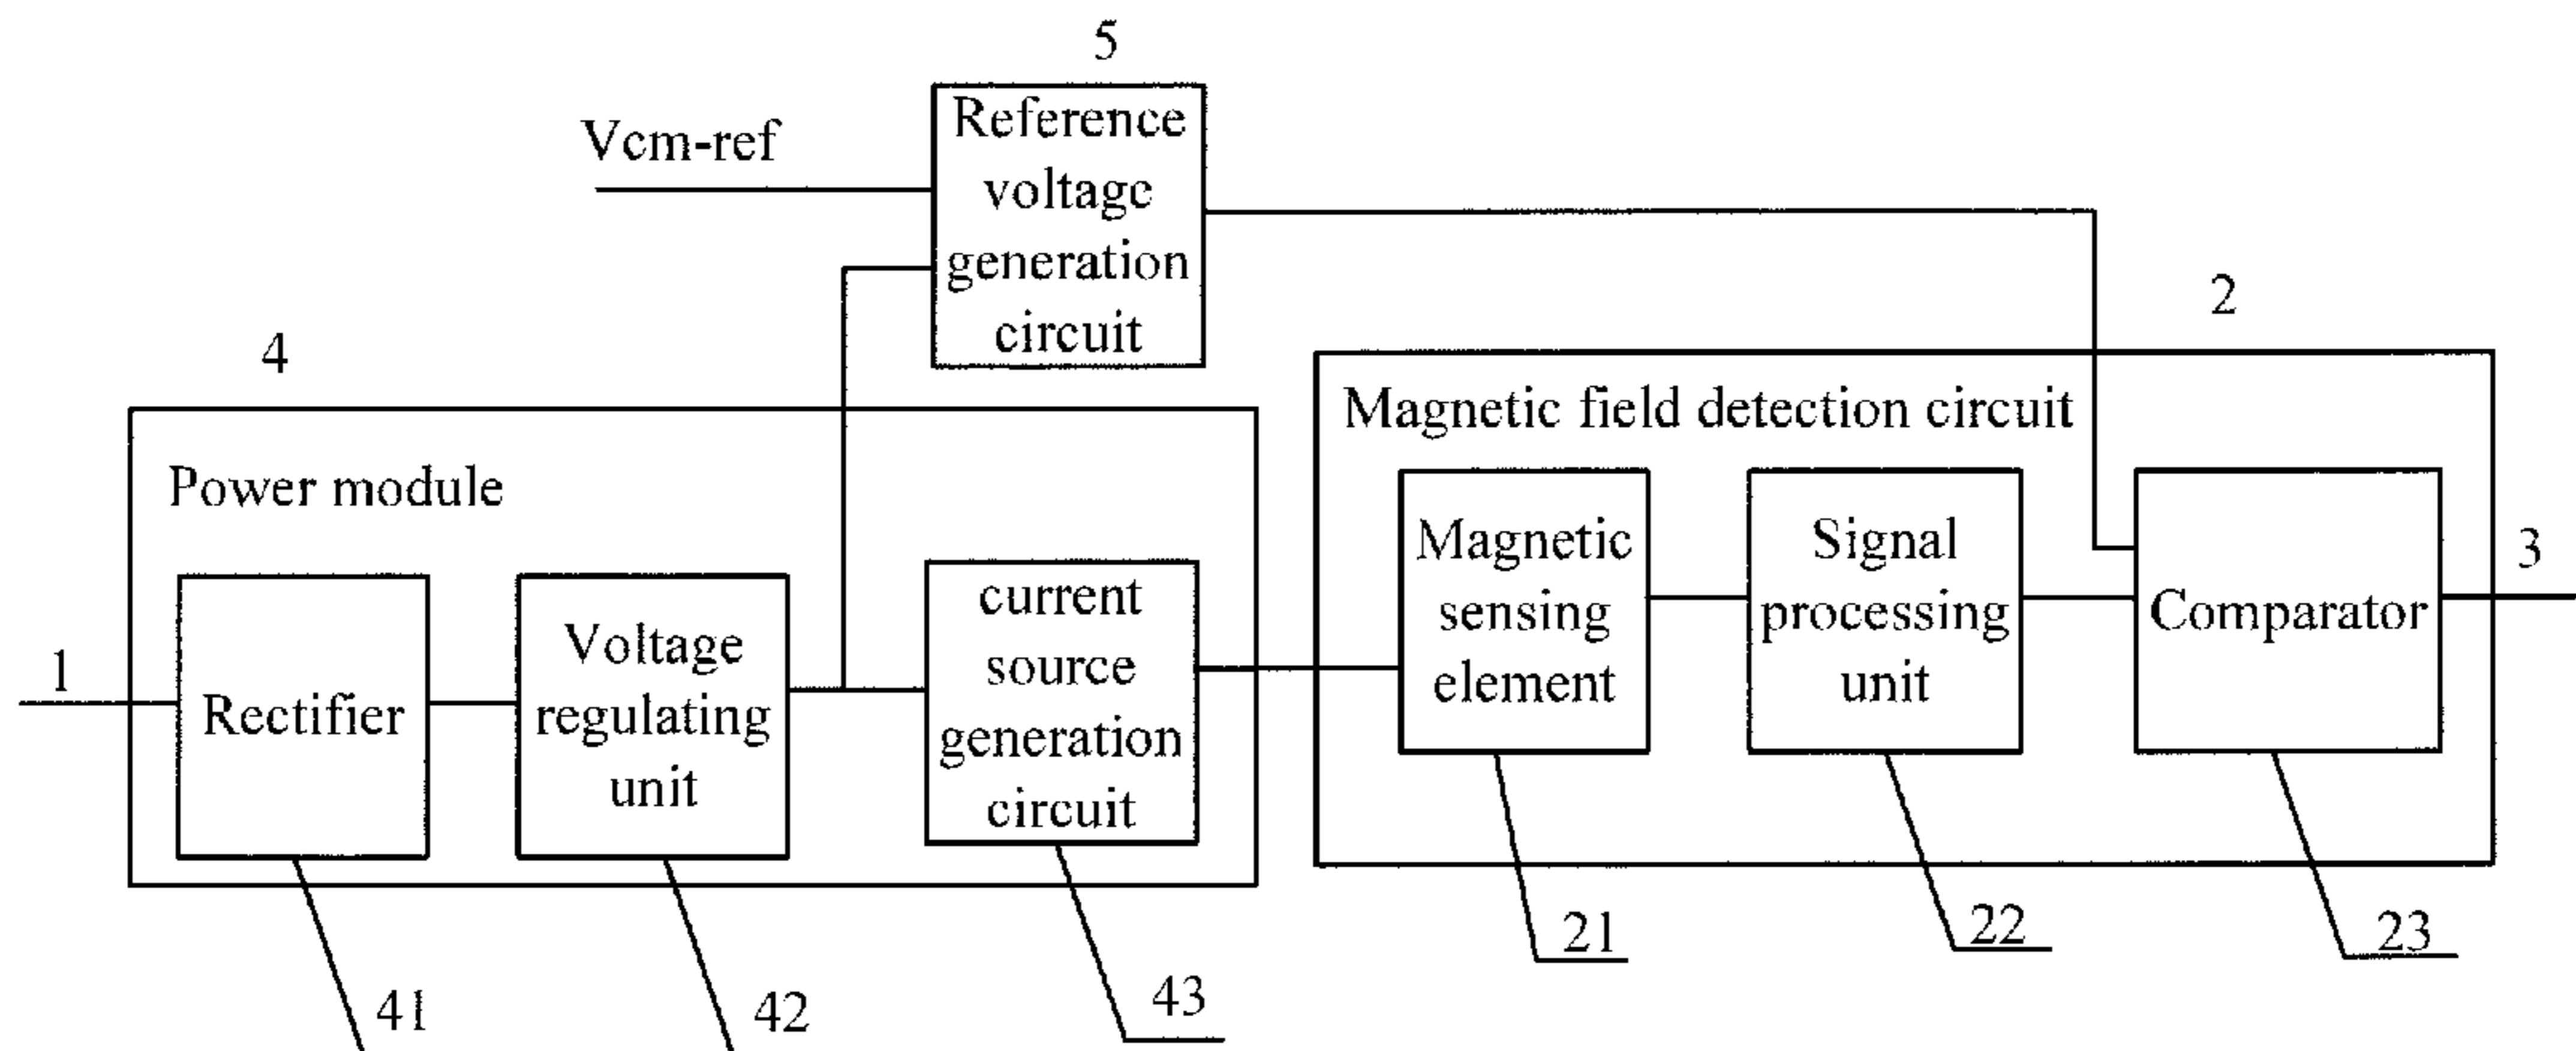 5
Reference
voltage
generation
circuit
Vcm-ref
4
2
Power module
Magnetic field detection circuit
1
Rectifier
Voltage
regulating
unit
current
source
generation
circuit
Magnetic
sensing
element
Signal
processing
unit
Comparator
3
41
42
43
21
22
23